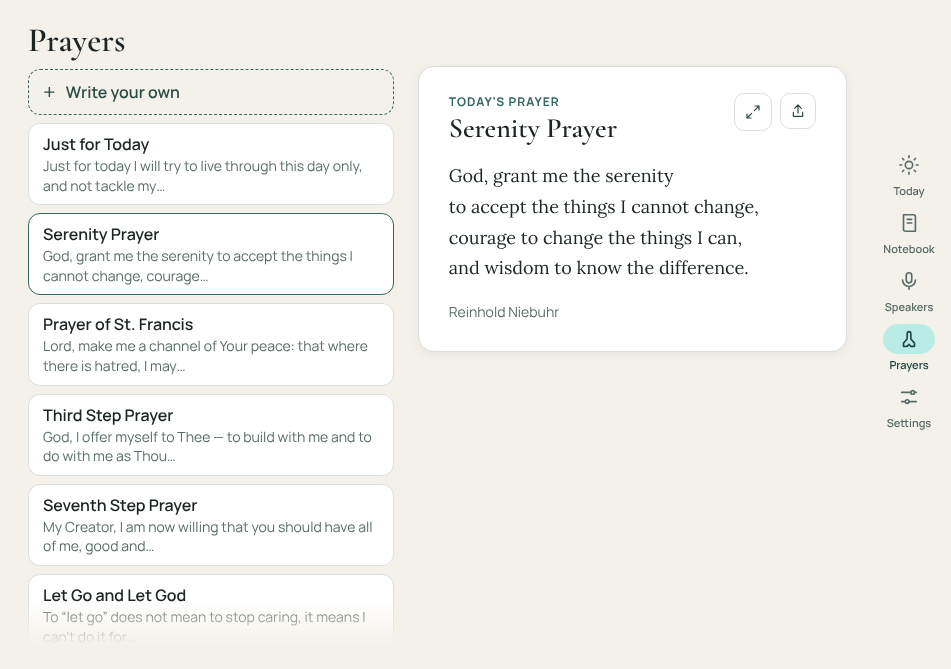 Prayers
+ Write your own
Just for Today
Just for today I will try to live through this day only,
and not tackle my...
Serenity Prayer
God, grant me the serenity to accept the things I
cannot change, courage...
Prayer of St. Francis
Lord, make me a channel of Your peace: that where
there is hatred, I may...
Third Step Prayer
God, I offer myself to Thee — to build with me and to
do with me as Thou...
Seventh Step Prayer
My Creator, I am now willing that you should have all
of me, good and...
Let Go and Let God
To “let go” does not mean to stop caring, it means I
can't do it for...
TODAY'S PRAYER
Serenity Prayer
God, grant me the serenity
to accept the things I cannot change,
courage to change the things I can,
and wisdom to know the difference.
Reinhold Niebuhr
Today
Notebook
Speakers
Prayers
Settings